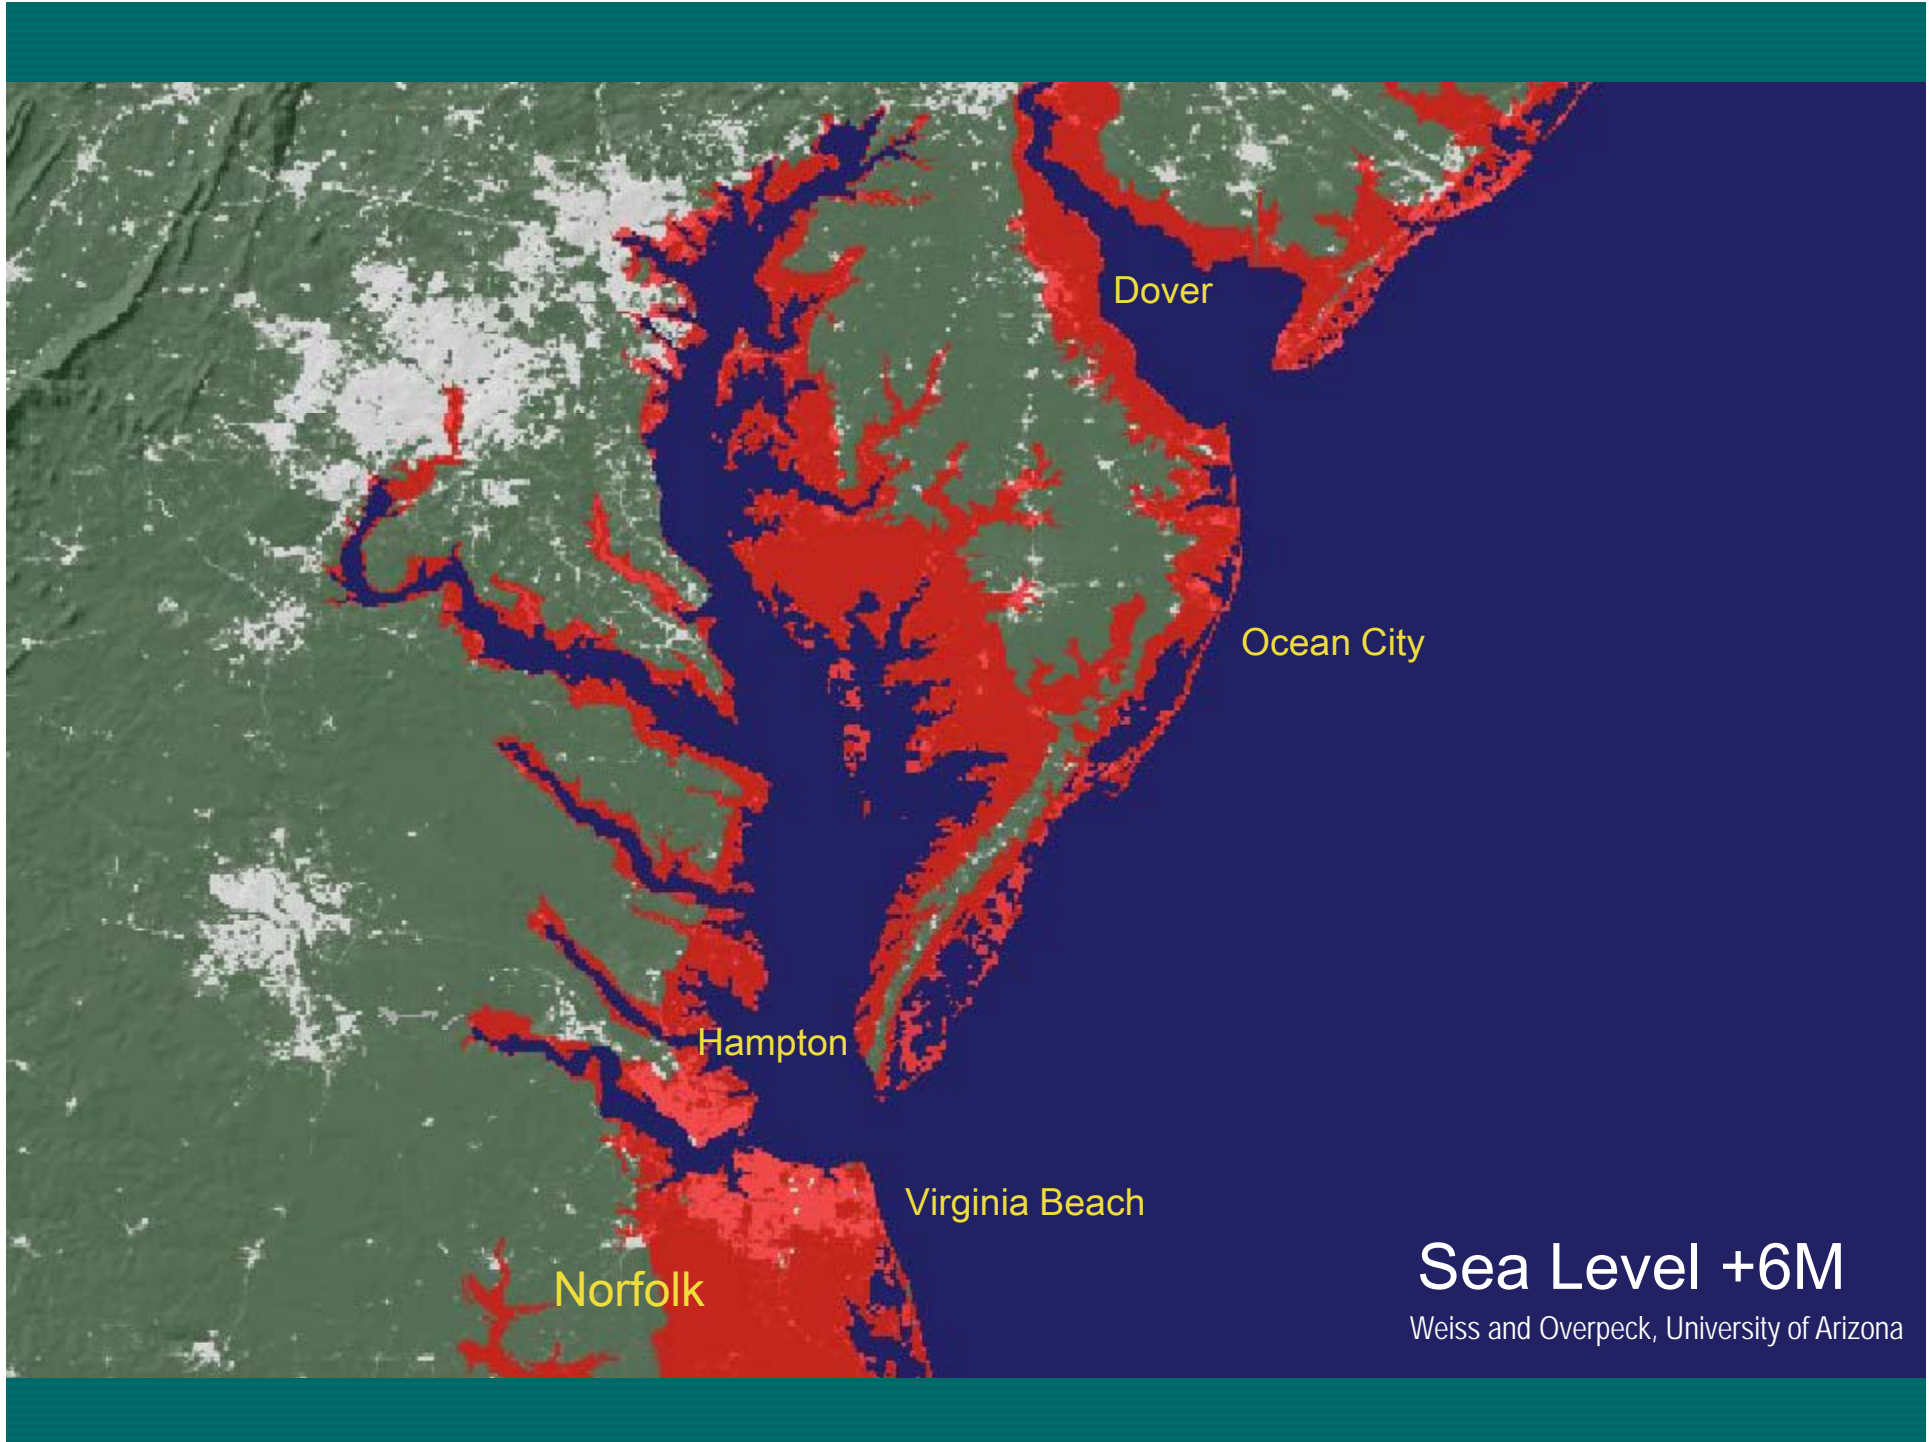 Dover
Ocean City
Hampton
Virginia Beach
Norfolk
Sea Level +6M
Weiss and Overpeck, University of Arizona